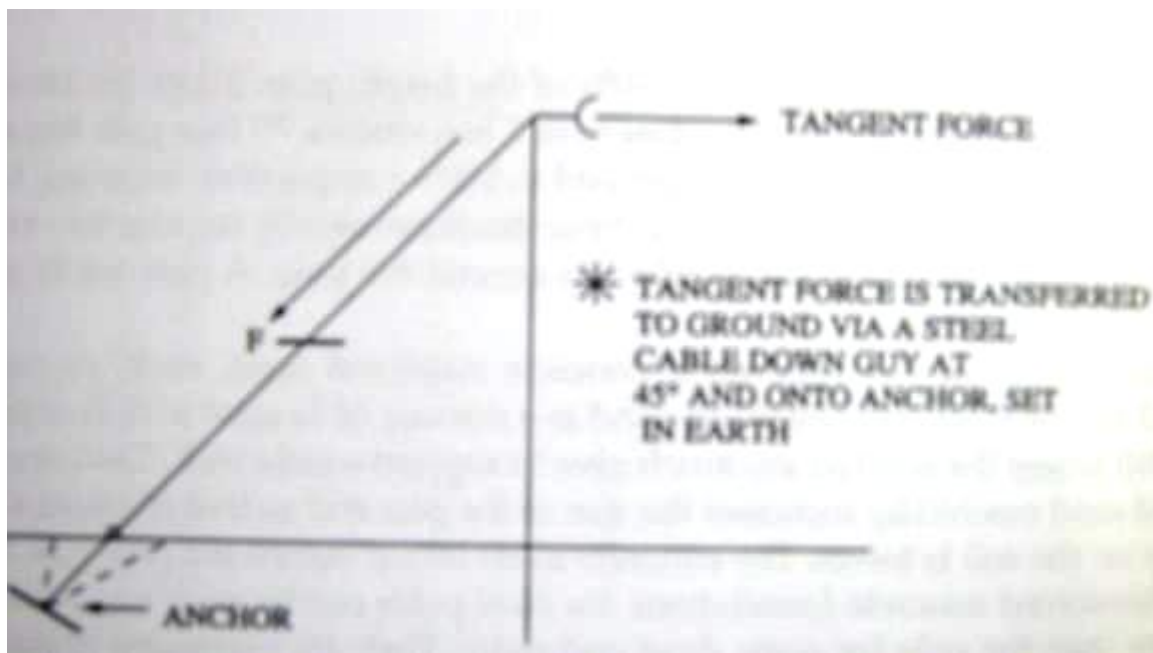 TANGENT FORCE
F
✳ TANGENT FORCE IS TRANSFERRED
TO GROUND VIA A STEEL
CABLE DOWN GUY AT
45° AND ONTO ANCHOR, SET
IN EARTH
ANCHOR